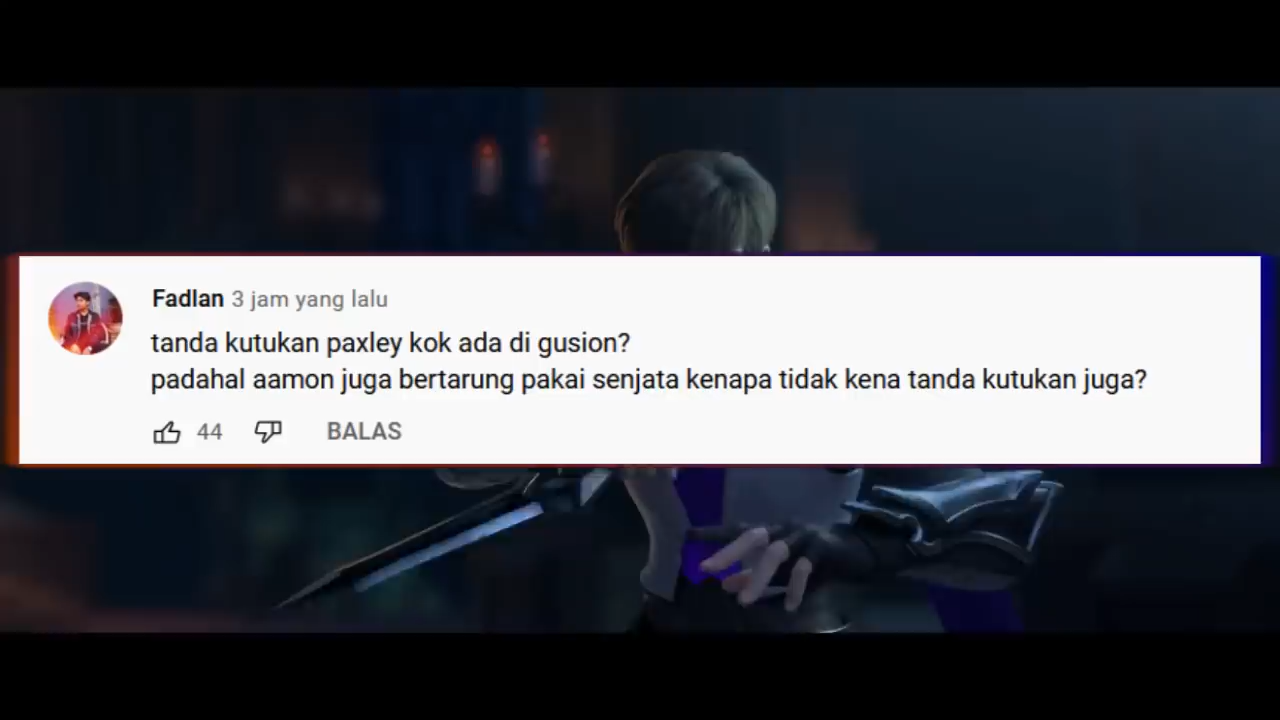 Fadlan 3 jam yang lalu
tanda kutukan paxley kok ada di gusion?
padahal aamon juga bertarung pakai senjata kenapa tidak kena tanda kutukan juga?
44 BALAS